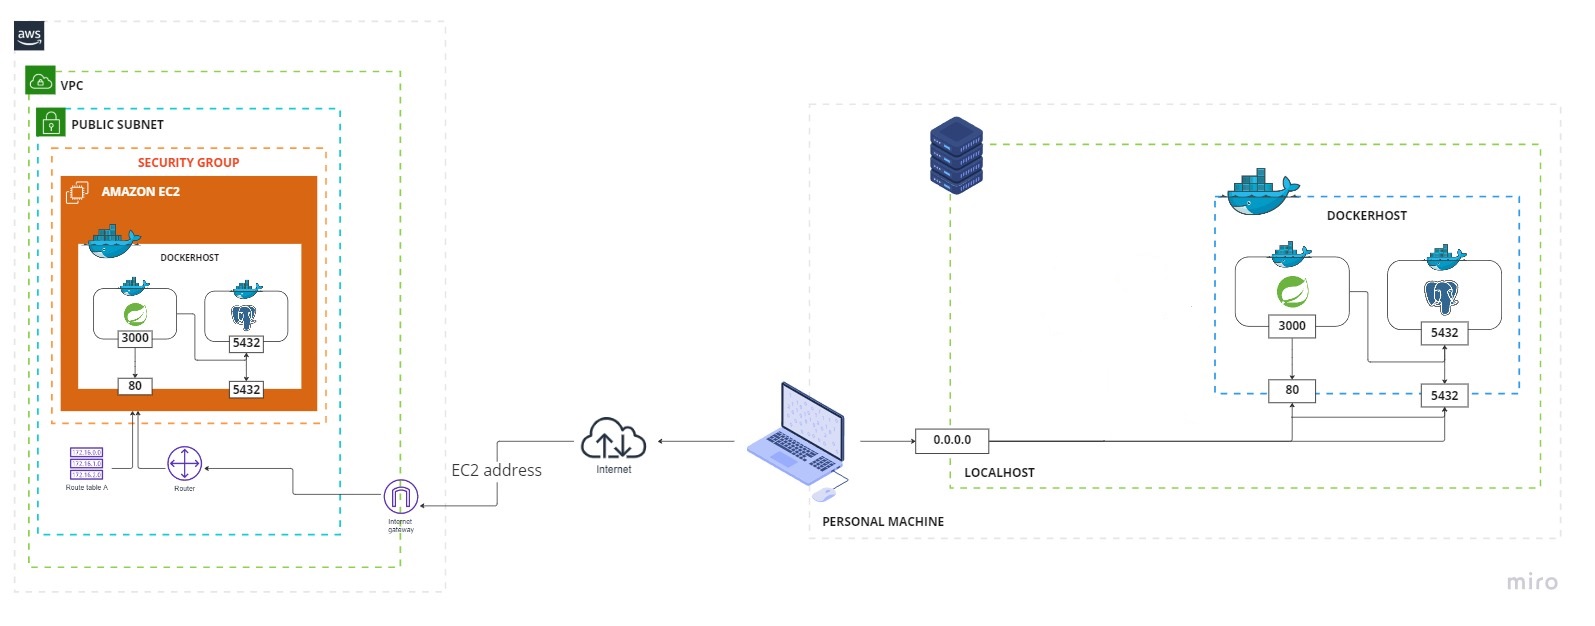 aws
VPC
PUBLIC SUBNET
SECURITY GROUP
AMAZON EC2
DOCKERHOST
3000
5432
80
5432
172.16.0.0
172.16.1.0
172.16.2.0
Route table A
Router
Internet
gateway
EC2 address
Internet
PERSONAL MACHINE
0.0.0.0
LOCALHOST
DOCKERHOST
3000
5432
80
5432
miro